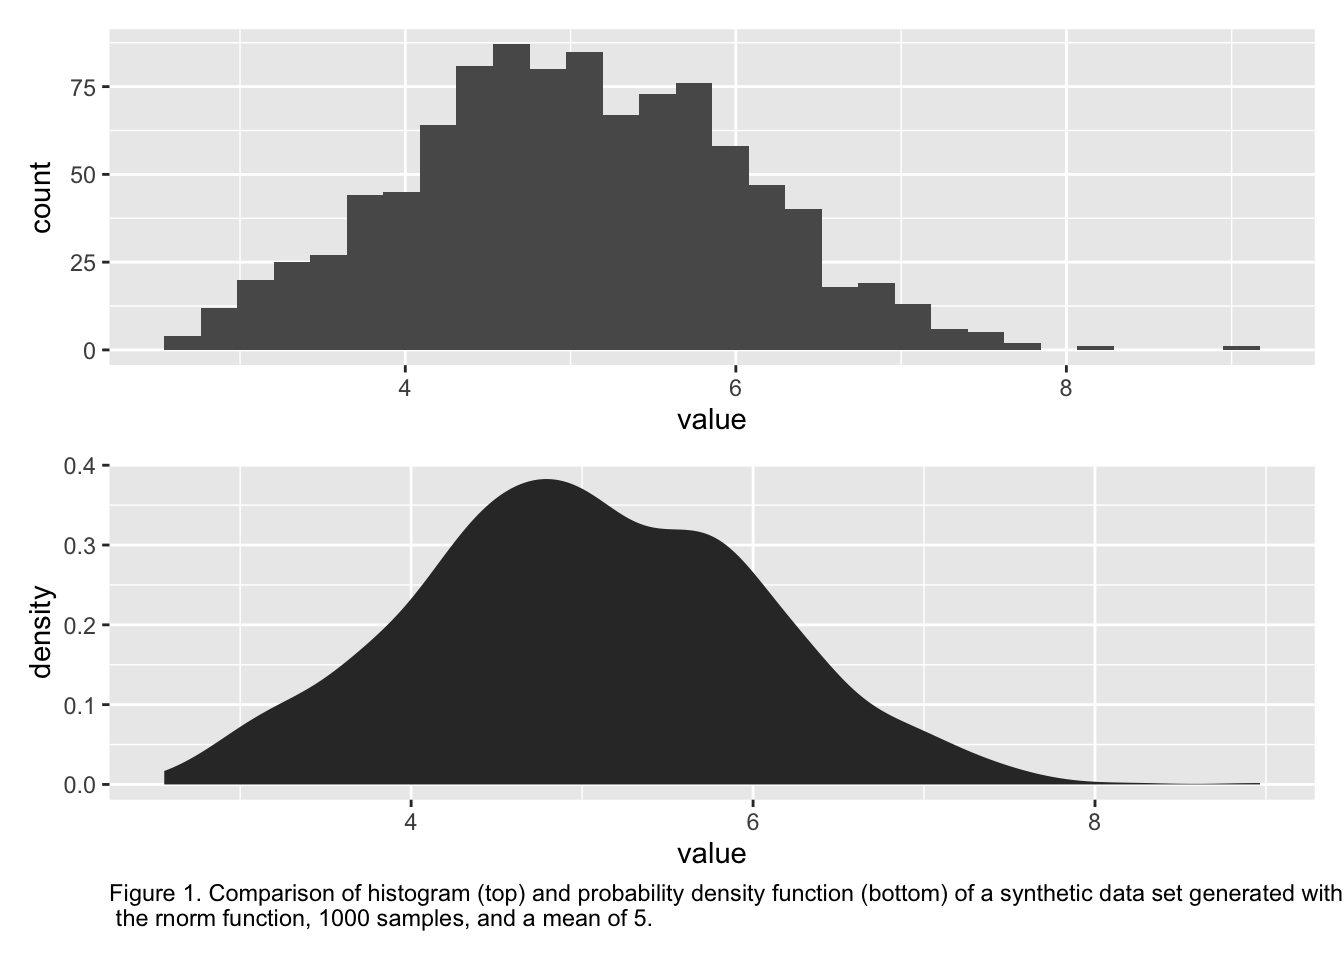 75
50
25
0
count
4 6 8
value
0.4
0.3
0.2
0.1
0.0
density
4 6 8
value
Figure 1. Comparison of histogram (top) and probability density function (bottom) of a synthetic data set generated with
the rnorm function, 1000 samples, and a mean of 5.